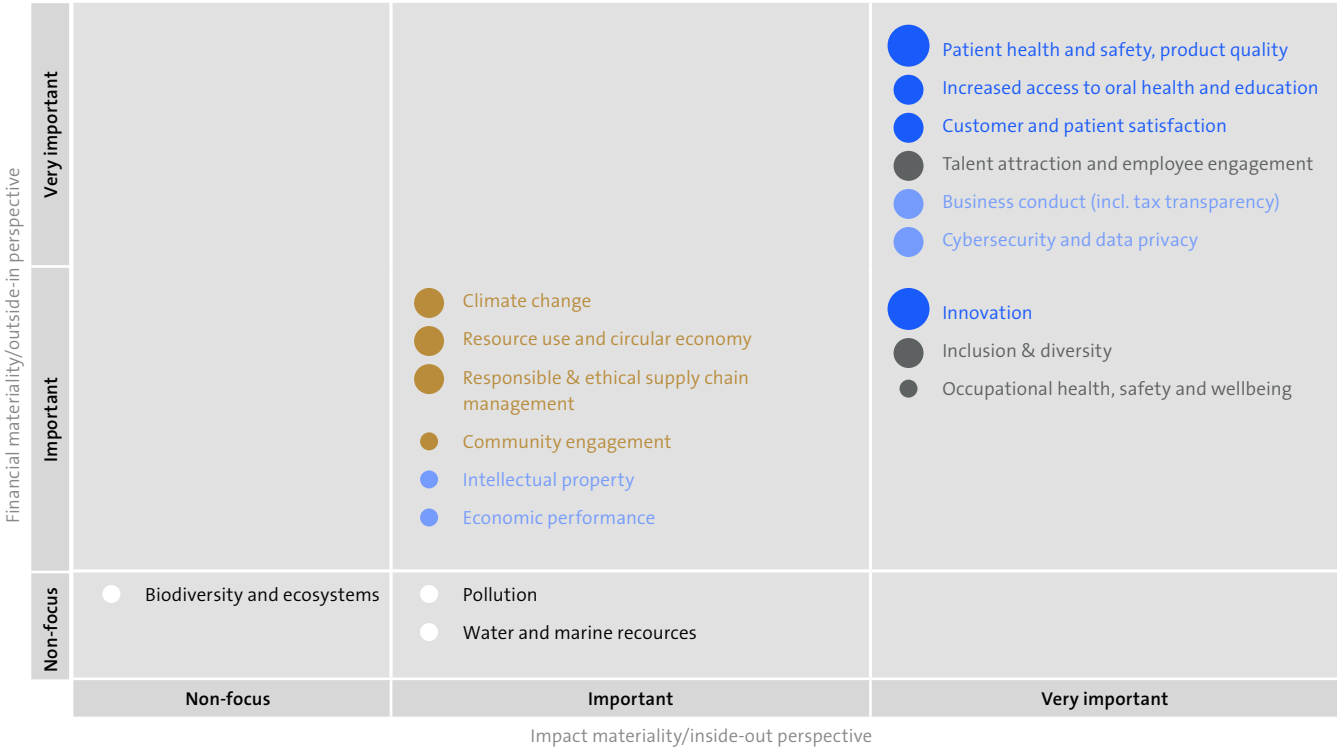 Financial materiality/outside-in perspective
Very important
Patient health and safety, product quality
Increased access to oral health and education
Customer and patient satisfaction
Talent attraction and employee engagement
Business conduct (incl. tax transparency)
Cybersecurity and data privacy
Important
Climate change
Resource use and circular economy
Responsible & ethical supply chain
management
Community engagement
Intellectual property
Economic performance
Innovation
Inclusion & diversity
Occupational health, safety and wellbeing
Non-focus
Biodiversity and ecosystems
Pollution
Water and marine recources
Non-focus
Important
Very important
Impact materiality/inside-out perspective